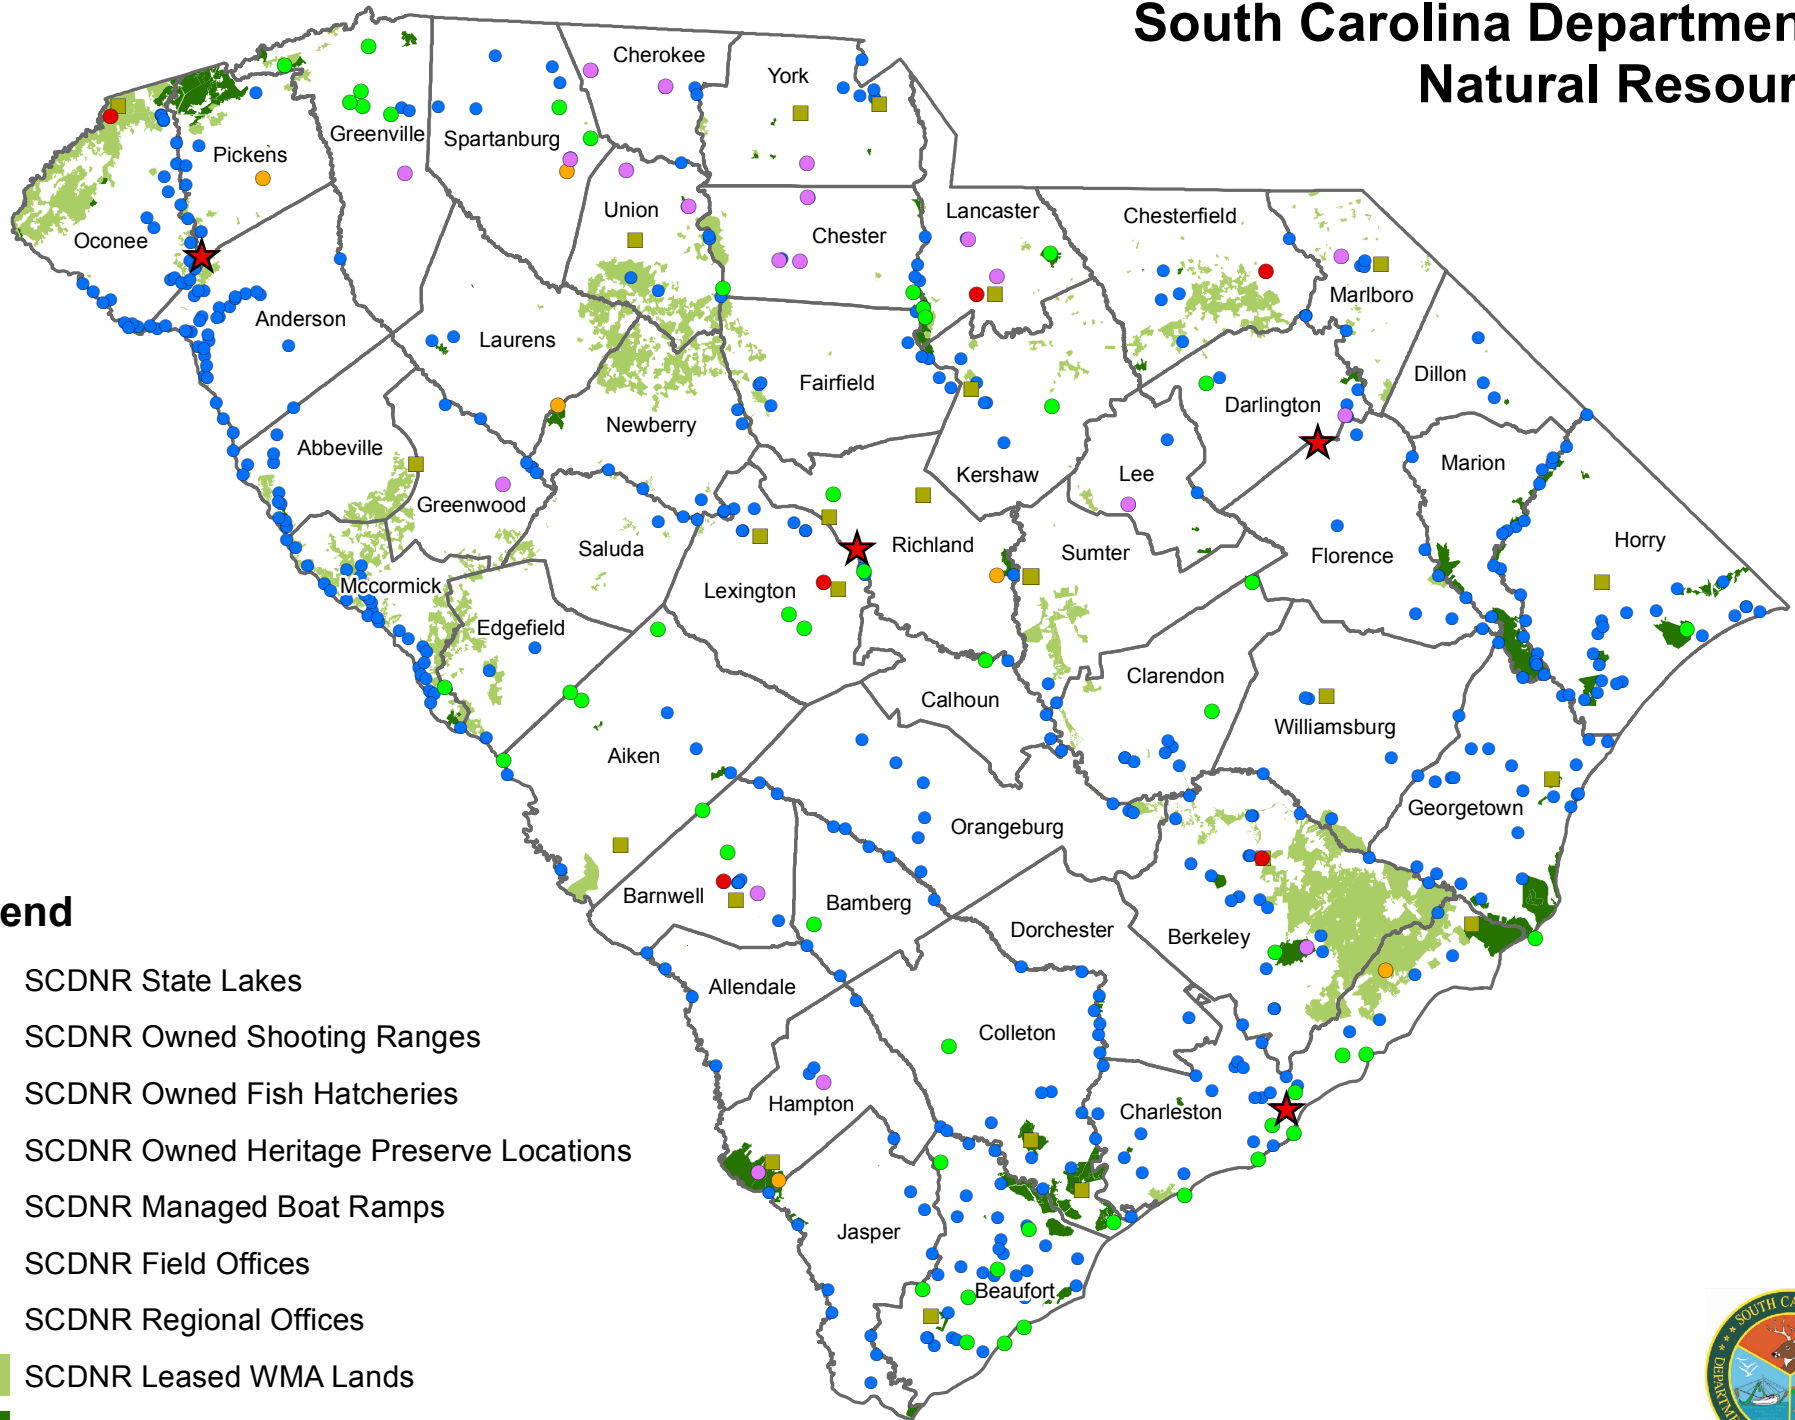 South Carolina Departmen
Natural Resour
Cherokee
York
Greenville
Spartanburg
Pickens
Oconee
Union
Chester
Lancaster
Chesterfield
Marlboro
Anderson
Laurens
Fairfield
Dillon
Darlington
Newberry
Abbeville
Kershaw
Lee
Marion
Greenwood
Saluda
Richland
Sumter
Florence
Horry
Mccormick
Lexington
Edgefield
Clarendon
Calhoun
Williamsburg
Aiken
Georgetown
Orangeburg
Barnwell
Bamberg
Dorchester
Berkeley
Allendale
Colleton
Hampton
Charleston
Jasper
Beaufort
end
SCDNR State Lakes
SCDNR Owned Shooting Ranges
SCDNR Owned Fish Hatcheries
SCDNR Owned Heritage Preserve Locations
SCDNR Managed Boat Ramps
SCDNR Field Offices
SCDNR Regional Offices
SCDNR Leased WMA Lands
SOUTH CA
DEPARTM